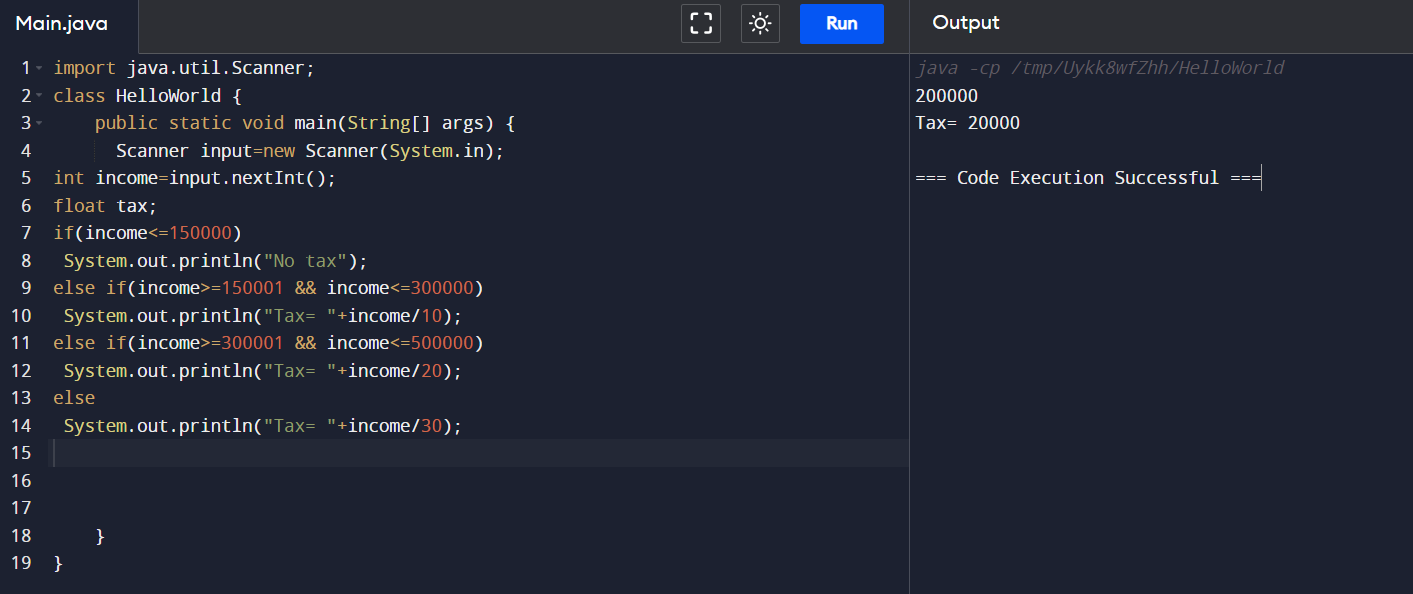 Main.java
Run
Output
1 import java.util.Scanner;
2 class HelloWorld {
3     public static void main(String[] args) {
4       Scanner input=new Scanner(System.in);
5 int income=input.nextInt();
6 float tax;
7 if(income<=150000)
8  System.out.println("No tax");
9 else if(income>=150001 && income<=300000)
10  System.out.println("Tax= "+income/10);
11 else if(income>=300001 && income<=500000)
12  System.out.println("Tax= "+income/20);
13 else
14  System.out.println("Tax= "+income/30);
15
16
17
18     }
19 }
java -cp /tmp/Uykk8wfZhh/HelloWorld
200000
Tax= 20000
=== Code Execution Successful ===